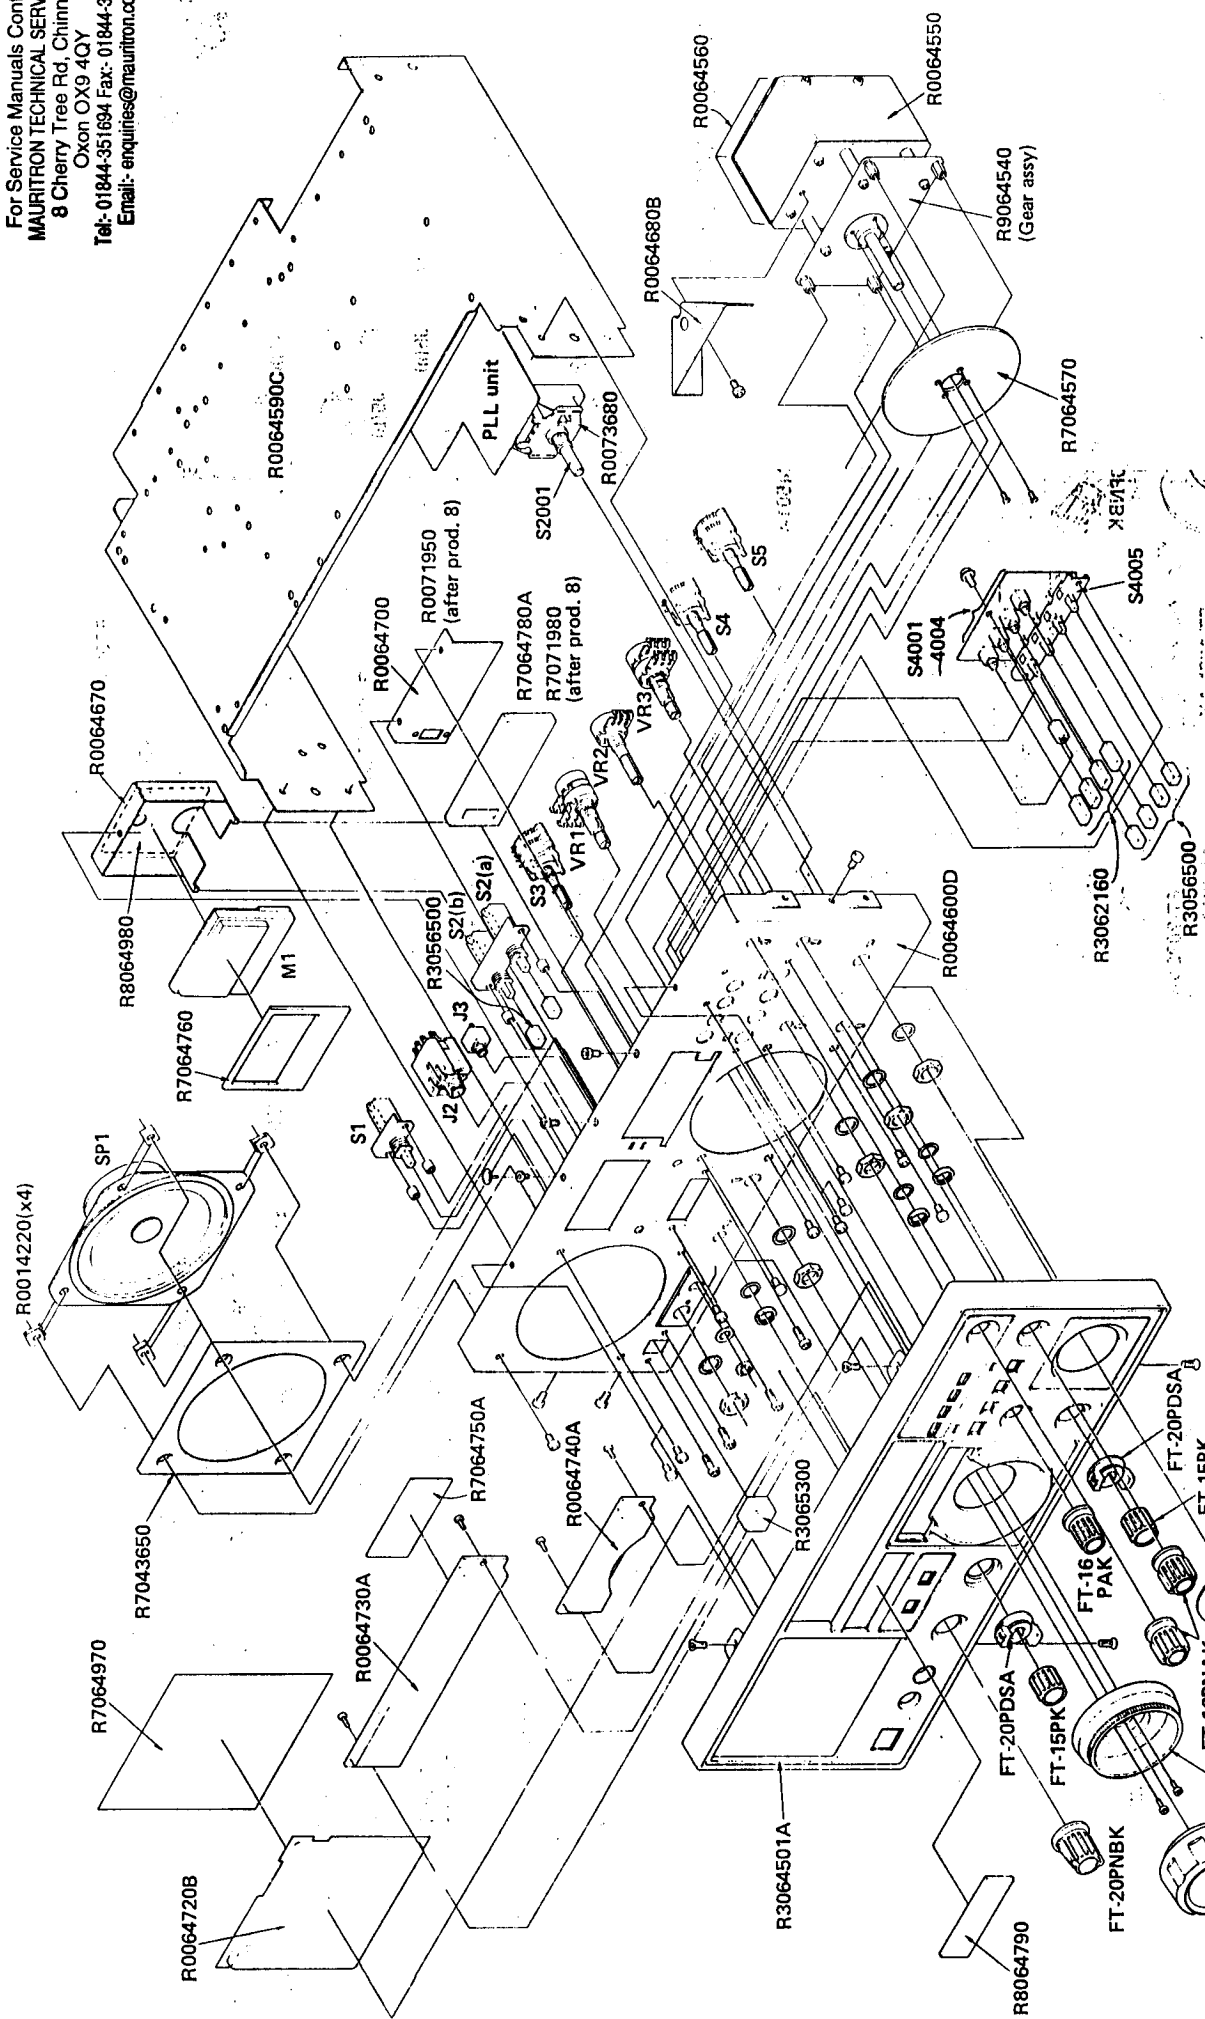 For Service Manuals
MAURITRON TECHNICAL
8 Cherry Tree Rd, Chinn
Oxon OX9 4QY
Tel:- 01844-351694 Fax:- 01844-3
Email:- enquiries@mauritron.co
R0064560
R0064550
R9064540
(Gear assy)
R0064680B
R7064570
R0064590C
PLL unit
R0073680
S2001
R0071950
(after prod. 8)
R0064700
R7064780A
R7071980
(after prod. 8)
S5
S4
VR3
VR2
VR1
S3
S2(a)
S2(b)
R3056500
J3
J2
S1
R0064670
R8064980
M1
R7064760
SP1
R0014220(x4)
R7043650
R7064750A
R0064740A
R0064730A
R7064970
R0064720B
R3065300
R0064600D
S4001
–4004
S4005
R3062160
R3056500
R3064501A
R8064790
FT-20PNBK
FT-20PDSA
FT-15PK
FT-16
PAK
FT-20PDSA
FT-15PK